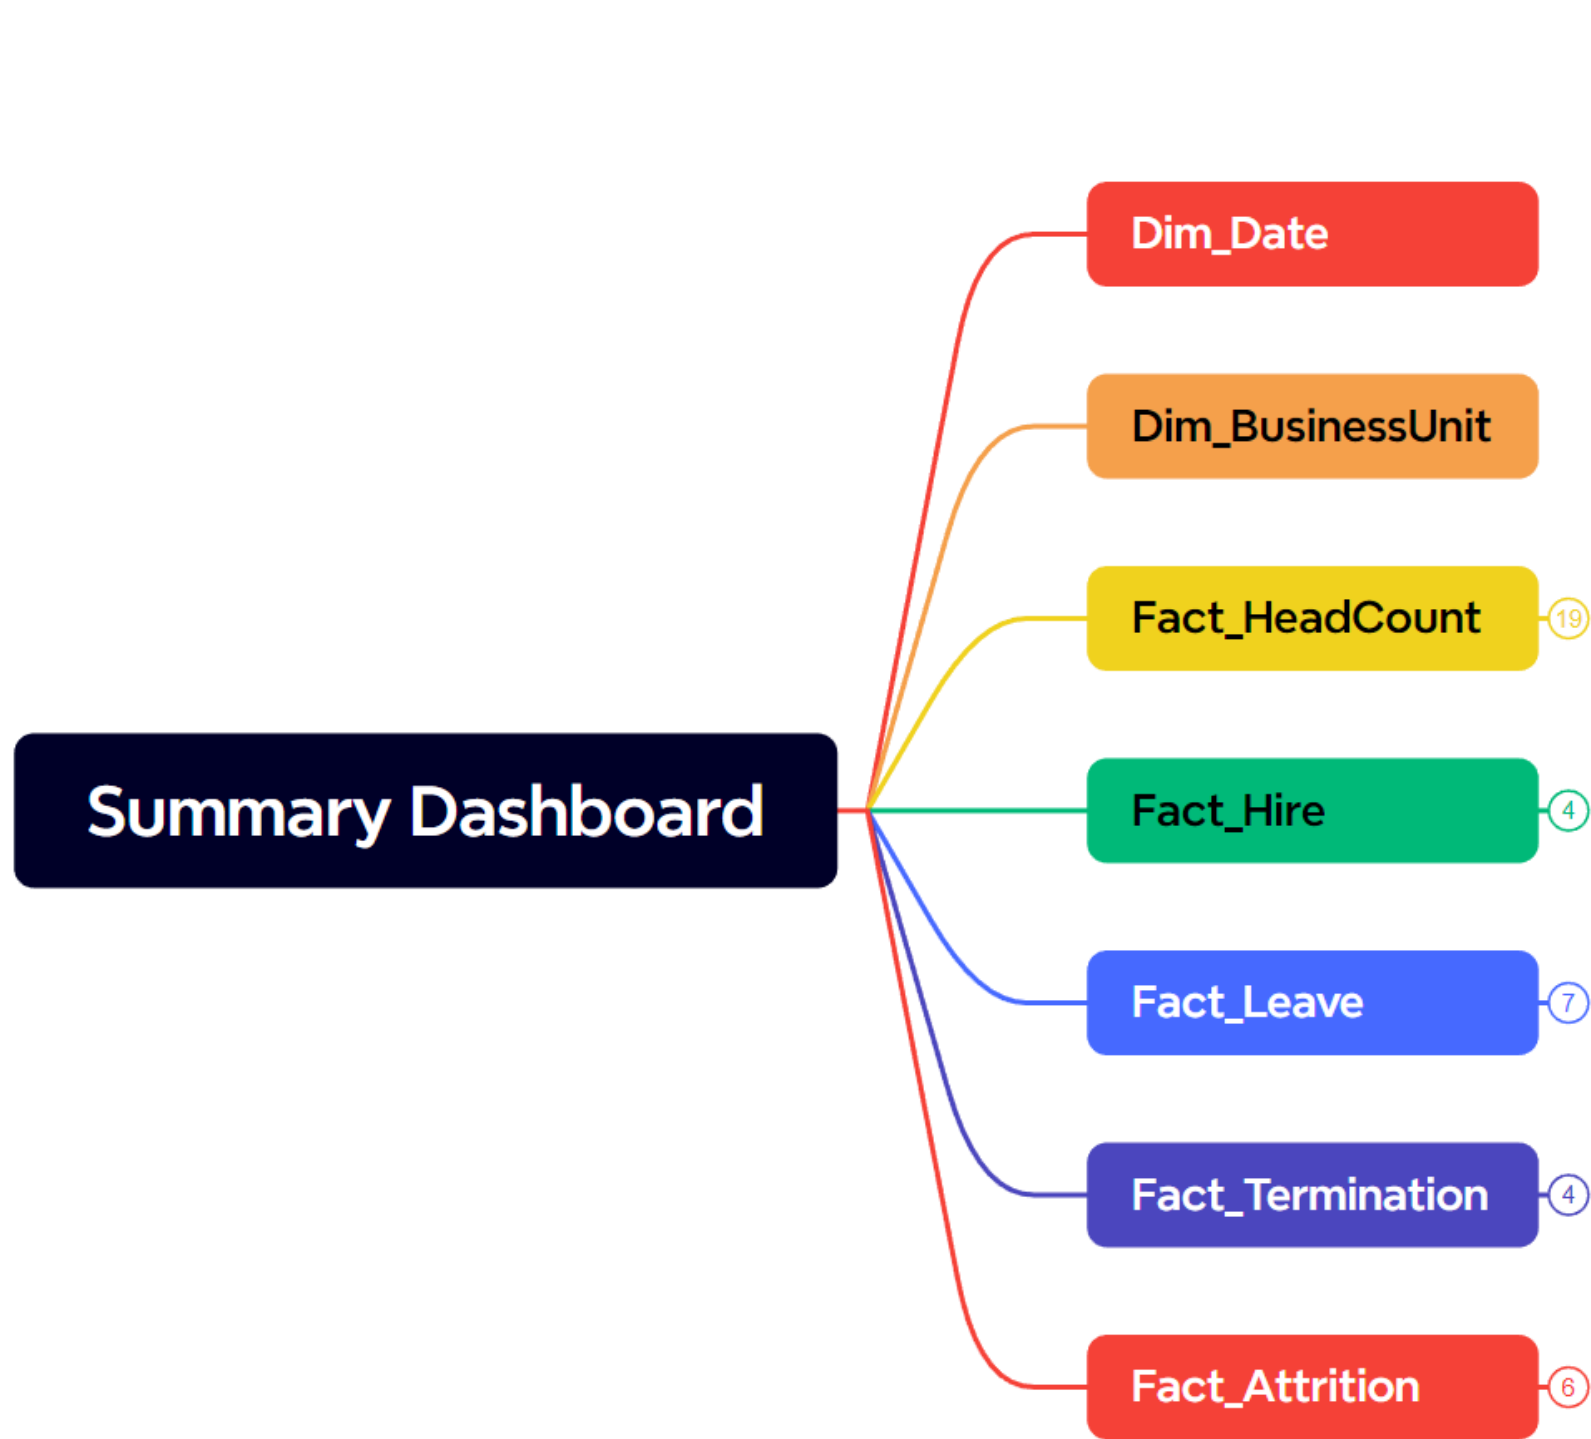 Dim_Date
Dim_BusinessUnit
Fact_HeadCount 19
Summary Dashboard
Fact_Hire 4
Fact_Leave 7
Fact_Termination 4
Fact_Attrition 6